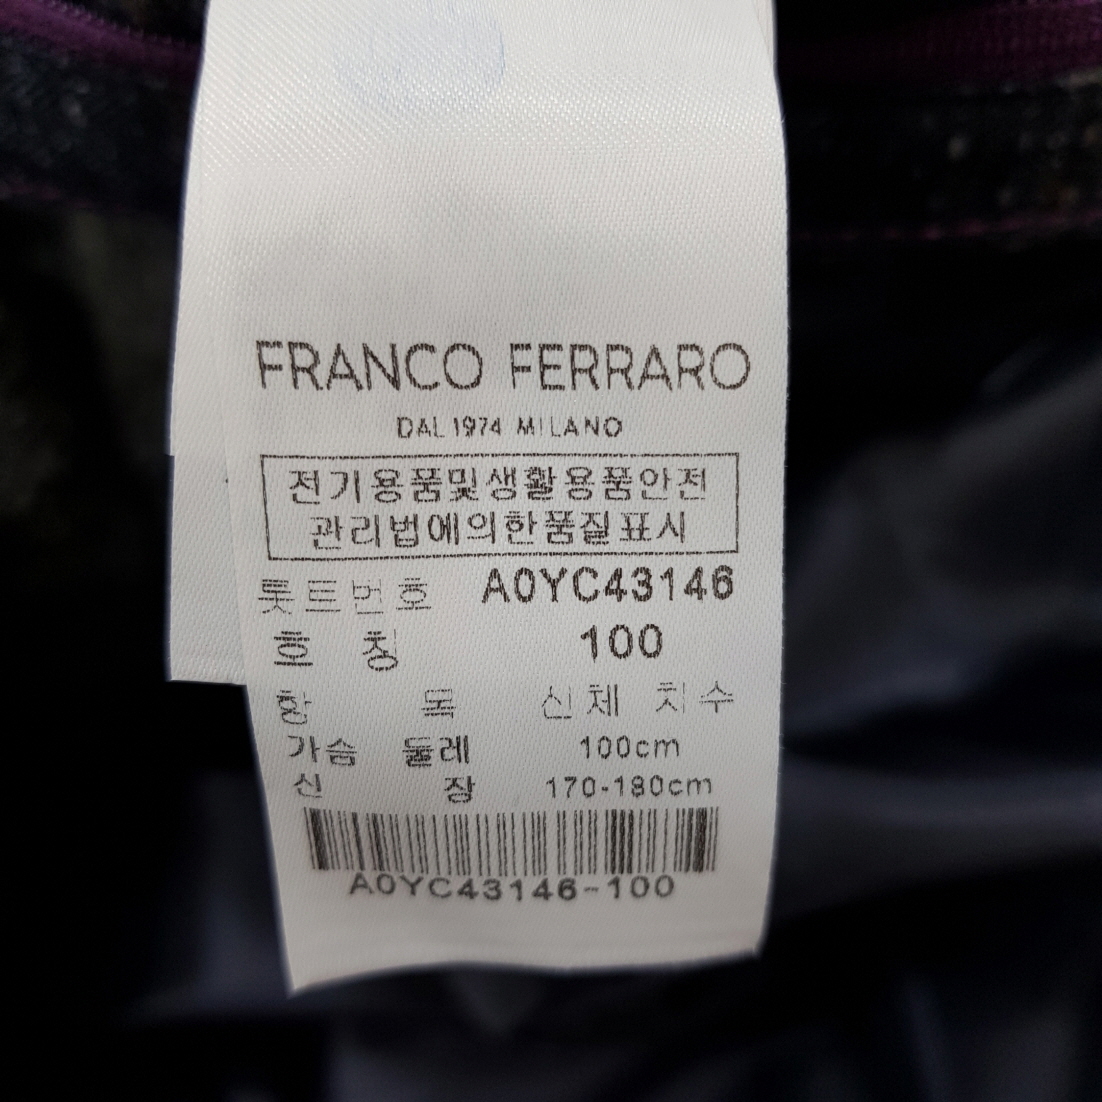 FRANCO FERRARO
DAL 1974 MILANO
전기용품및생활용품안전
관리법에의한품질표시
롯트번호 A0YC43146
호 칭 100
항 목 신체 치수
가슴 둘레 100cm
신 장 170-180cm
A0YC43146-100